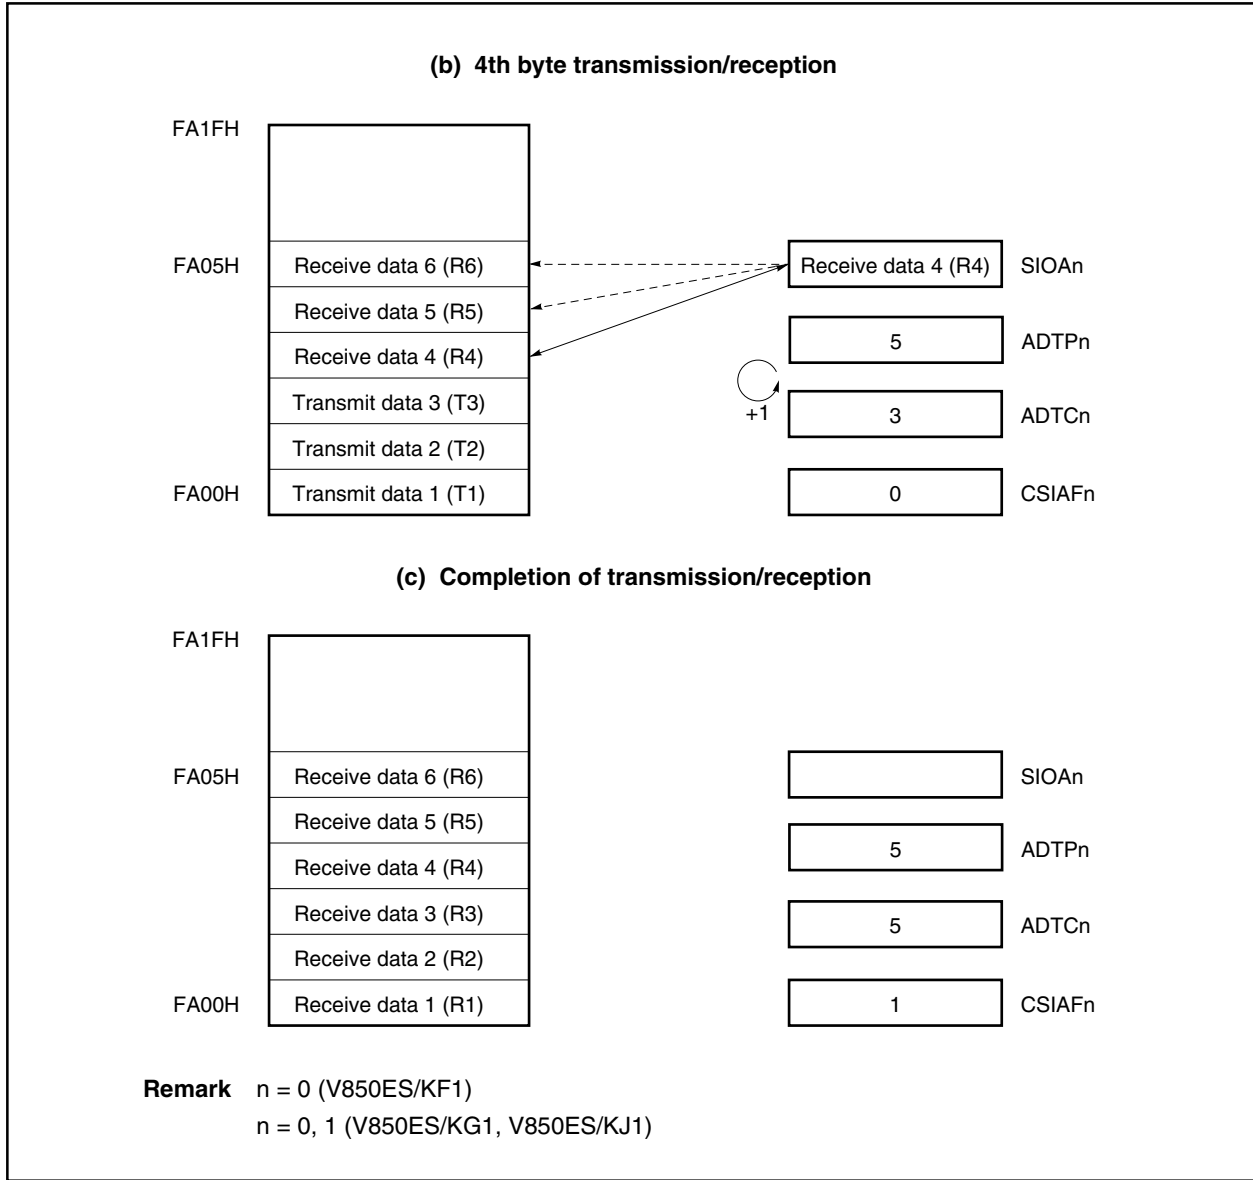 (b) 4th byte transmission/reception
FA1FH
FA05H Receive data 6 (R6) Receive data 4 (R4) SIOAn
Receive data 5 (R5)
5 ADTPn
Receive data 4 (R4)
Transmit data 3 (T3)
+1 3 ADTCn
Transmit data 2 (T2)
FA00H Transmit data 1 (T1) 0 CSIAFn
(c) Completion of transmission/reception
FA1FH
FA05H Receive data 6 (R6) SIOAn
Receive data 5 (R5)
5 ADTPn
Receive data 4 (R4)
Receive data 3 (R3)
5 ADTCn
Receive data 2 (R2)
FA00H Receive data 1 (R1) 1 CSIAFn
Remark n = 0 (V850ES/KF1)
n = 0, 1 (V850ES/KG1, V850ES/KJ1)